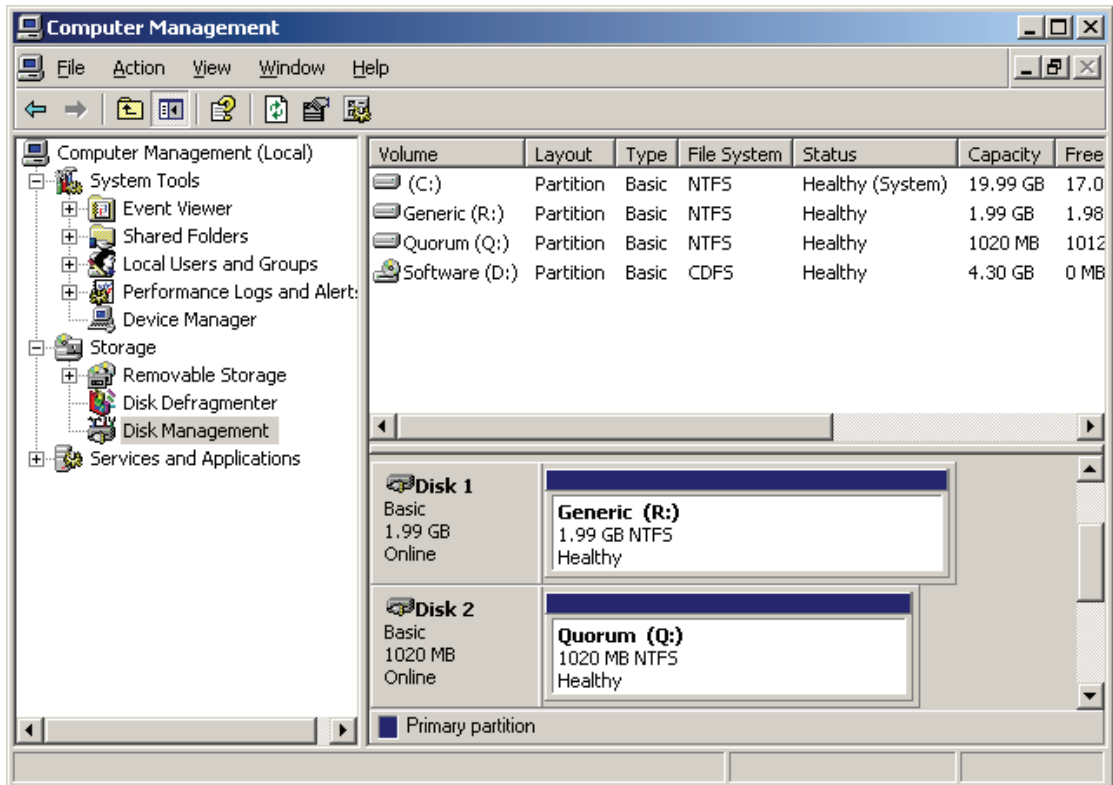 Computer Management
File Action View Window Help
Computer Management (Local)
System Tools
Event Viewer
Shared Folders
Local Users and Groups
Performance Logs and Alert
Device Manager
Storage
Removable Storage
Disk Defragmenter
Disk Management
Services and Applications
Volume Layout Type File System Status Capacity Free
(C:) Partition Basic NTFS Healthy (System) 19.99 GB 17.0
Generic (R:) Partition Basic NTFS Healthy 1.99 GB 1.98
Quorum (Q:) Partition Basic NTFS Healthy 1020 MB 1012
Software (D:) Partition Basic CDFS Healthy 4.30 GB 0 MB
Disk 1
Basic
1.99 GB
Online
Generic (R:)
1.99 GB NTFS
Healthy
Disk 2
Basic
1020 MB
Online
Quorum (Q:)
1020 MB NTFS
Healthy
Primary partition